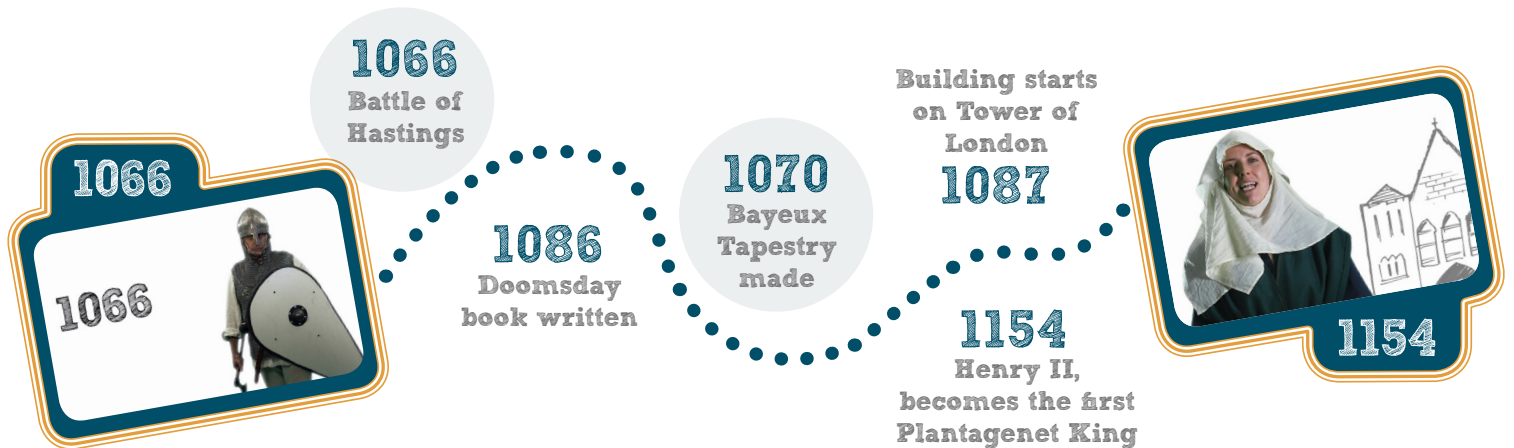 1066
1066
1066
Battle of
Hastings
1086
Doomsday
book written
1070
Bayeux
Tapestry
made
Building starts
on Tower of
London
1087
1154
Henry II,
becomes the first
Plantagenet King
1154